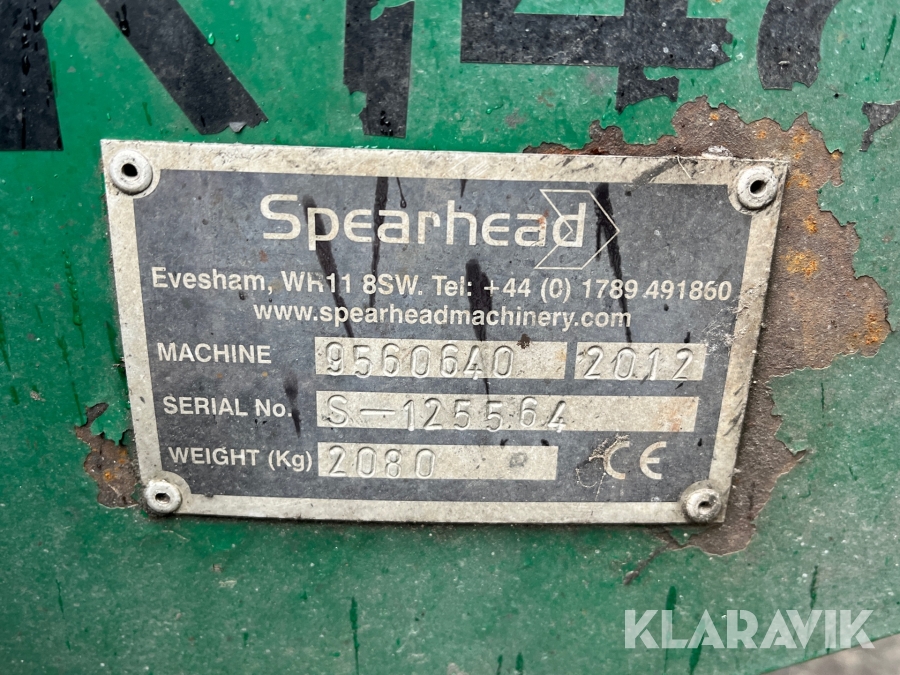 Spearhead
Evesham, WR11 8SW. Tel: +44 (0) 1789 491860
www.spearheadmachinery.com
MACHINE 9560640 2012
SERIAL No. S-125564
WEIGHT (Kg) 2080 CE
KLARAVIK